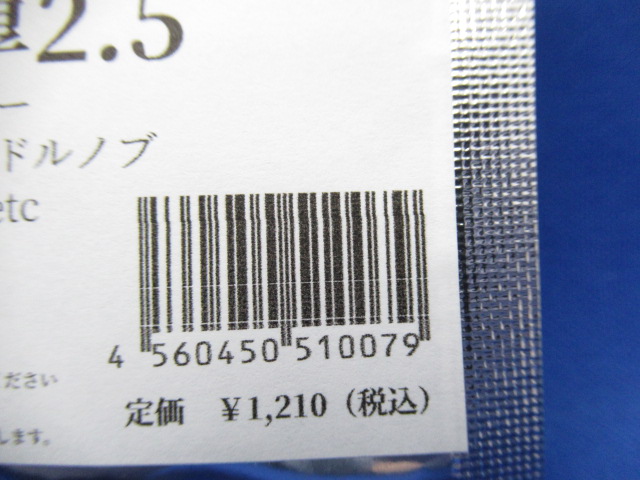 2.5
ー
ドルノブ
etc
4 560450 510079
ださい
定価 ￥1,210（税込）
します。